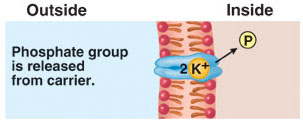 Outside Inside
Phosphate group
is released
from carrier.
P
2 K+